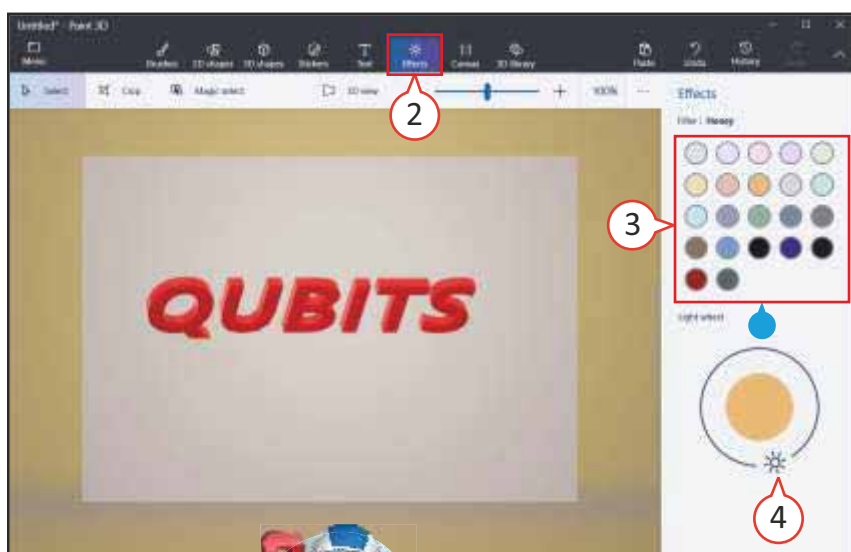 Untitled* - Paint 3D
Menu Brushes 2D shapes 3D shapes Stickers Text Effects Canvas 3D library Paste Undo History
Select Crop Magic select 3D view 100% ...
Effects
Filter | Honey
2
3
QUBITS
Light wheel
4